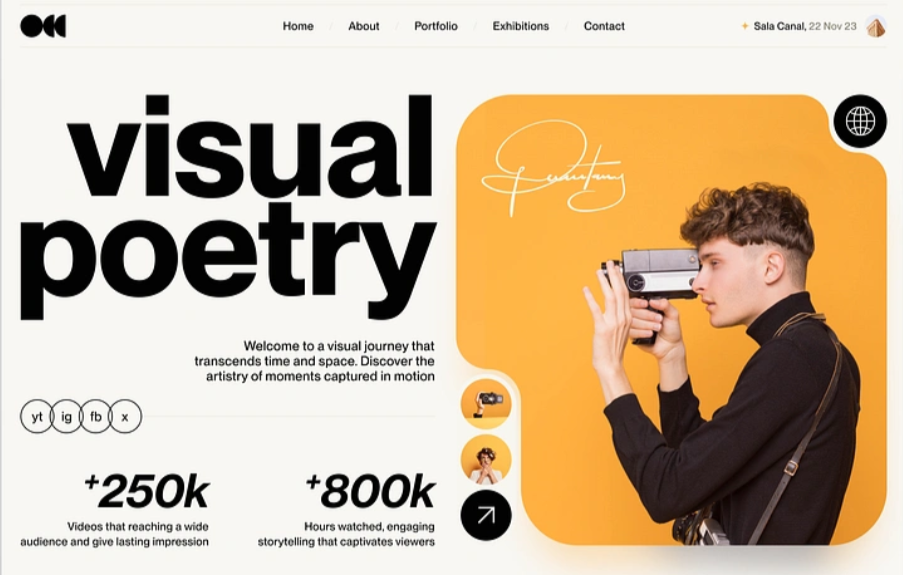 Home / About / Portfolio / Exhibitions / Contact
Sala Canal, 22 Nov 23
visual
poetry
Welcome to a visual journey that
transcends time and space. Discover the
artistry of moments captured in motion
yt ig fb x
+250k
Videos that reaching a wide
audience and give lasting impression
+800k
Hours watched, engaging
storytelling that captivates viewers